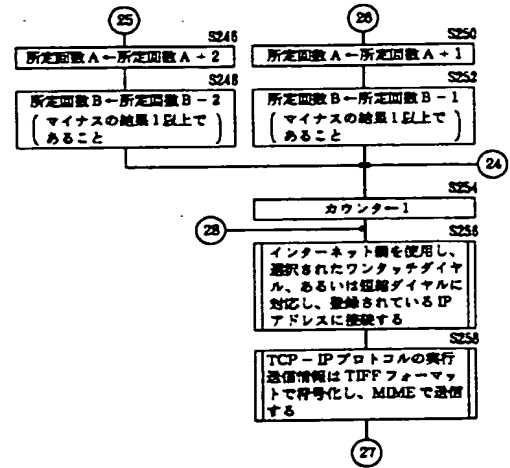 25
26
S246
所定回数A←所定回数A+2
S250
所定回数A←所定回数A+1
S248
所定回数B←所定回数B-2
(マイナスの結果1以上で
あること)
S252
所定回数B←所定回数B-1
(マイナスの結果1以上で
あること)
24
S254
カウンター1
28
S256
インターネット網を使用し、
選択されたワンタッチダイヤ
ル、あるいは短縮ダイヤルに
対応し、登録されているIP
アドレスに接続する
S258
TCP-IPプロトコルの実行
送信情報はTIFFフォーマッ
トで符号化し、MIMEで送信
する
27